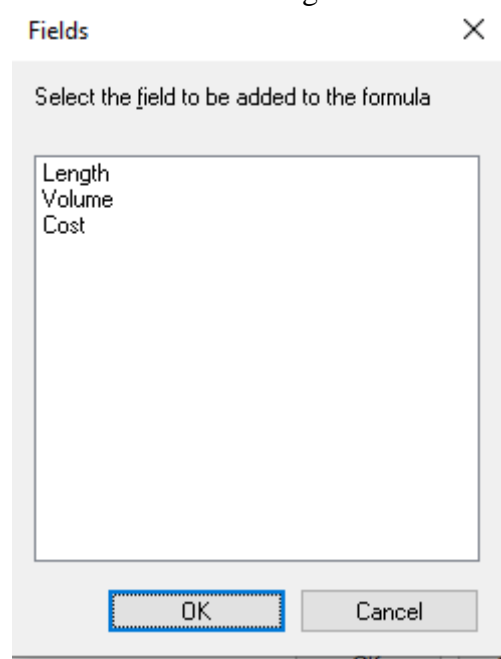 Fields
Select the field to be added to the formula
Length
Volume
Cost
OK Cancel